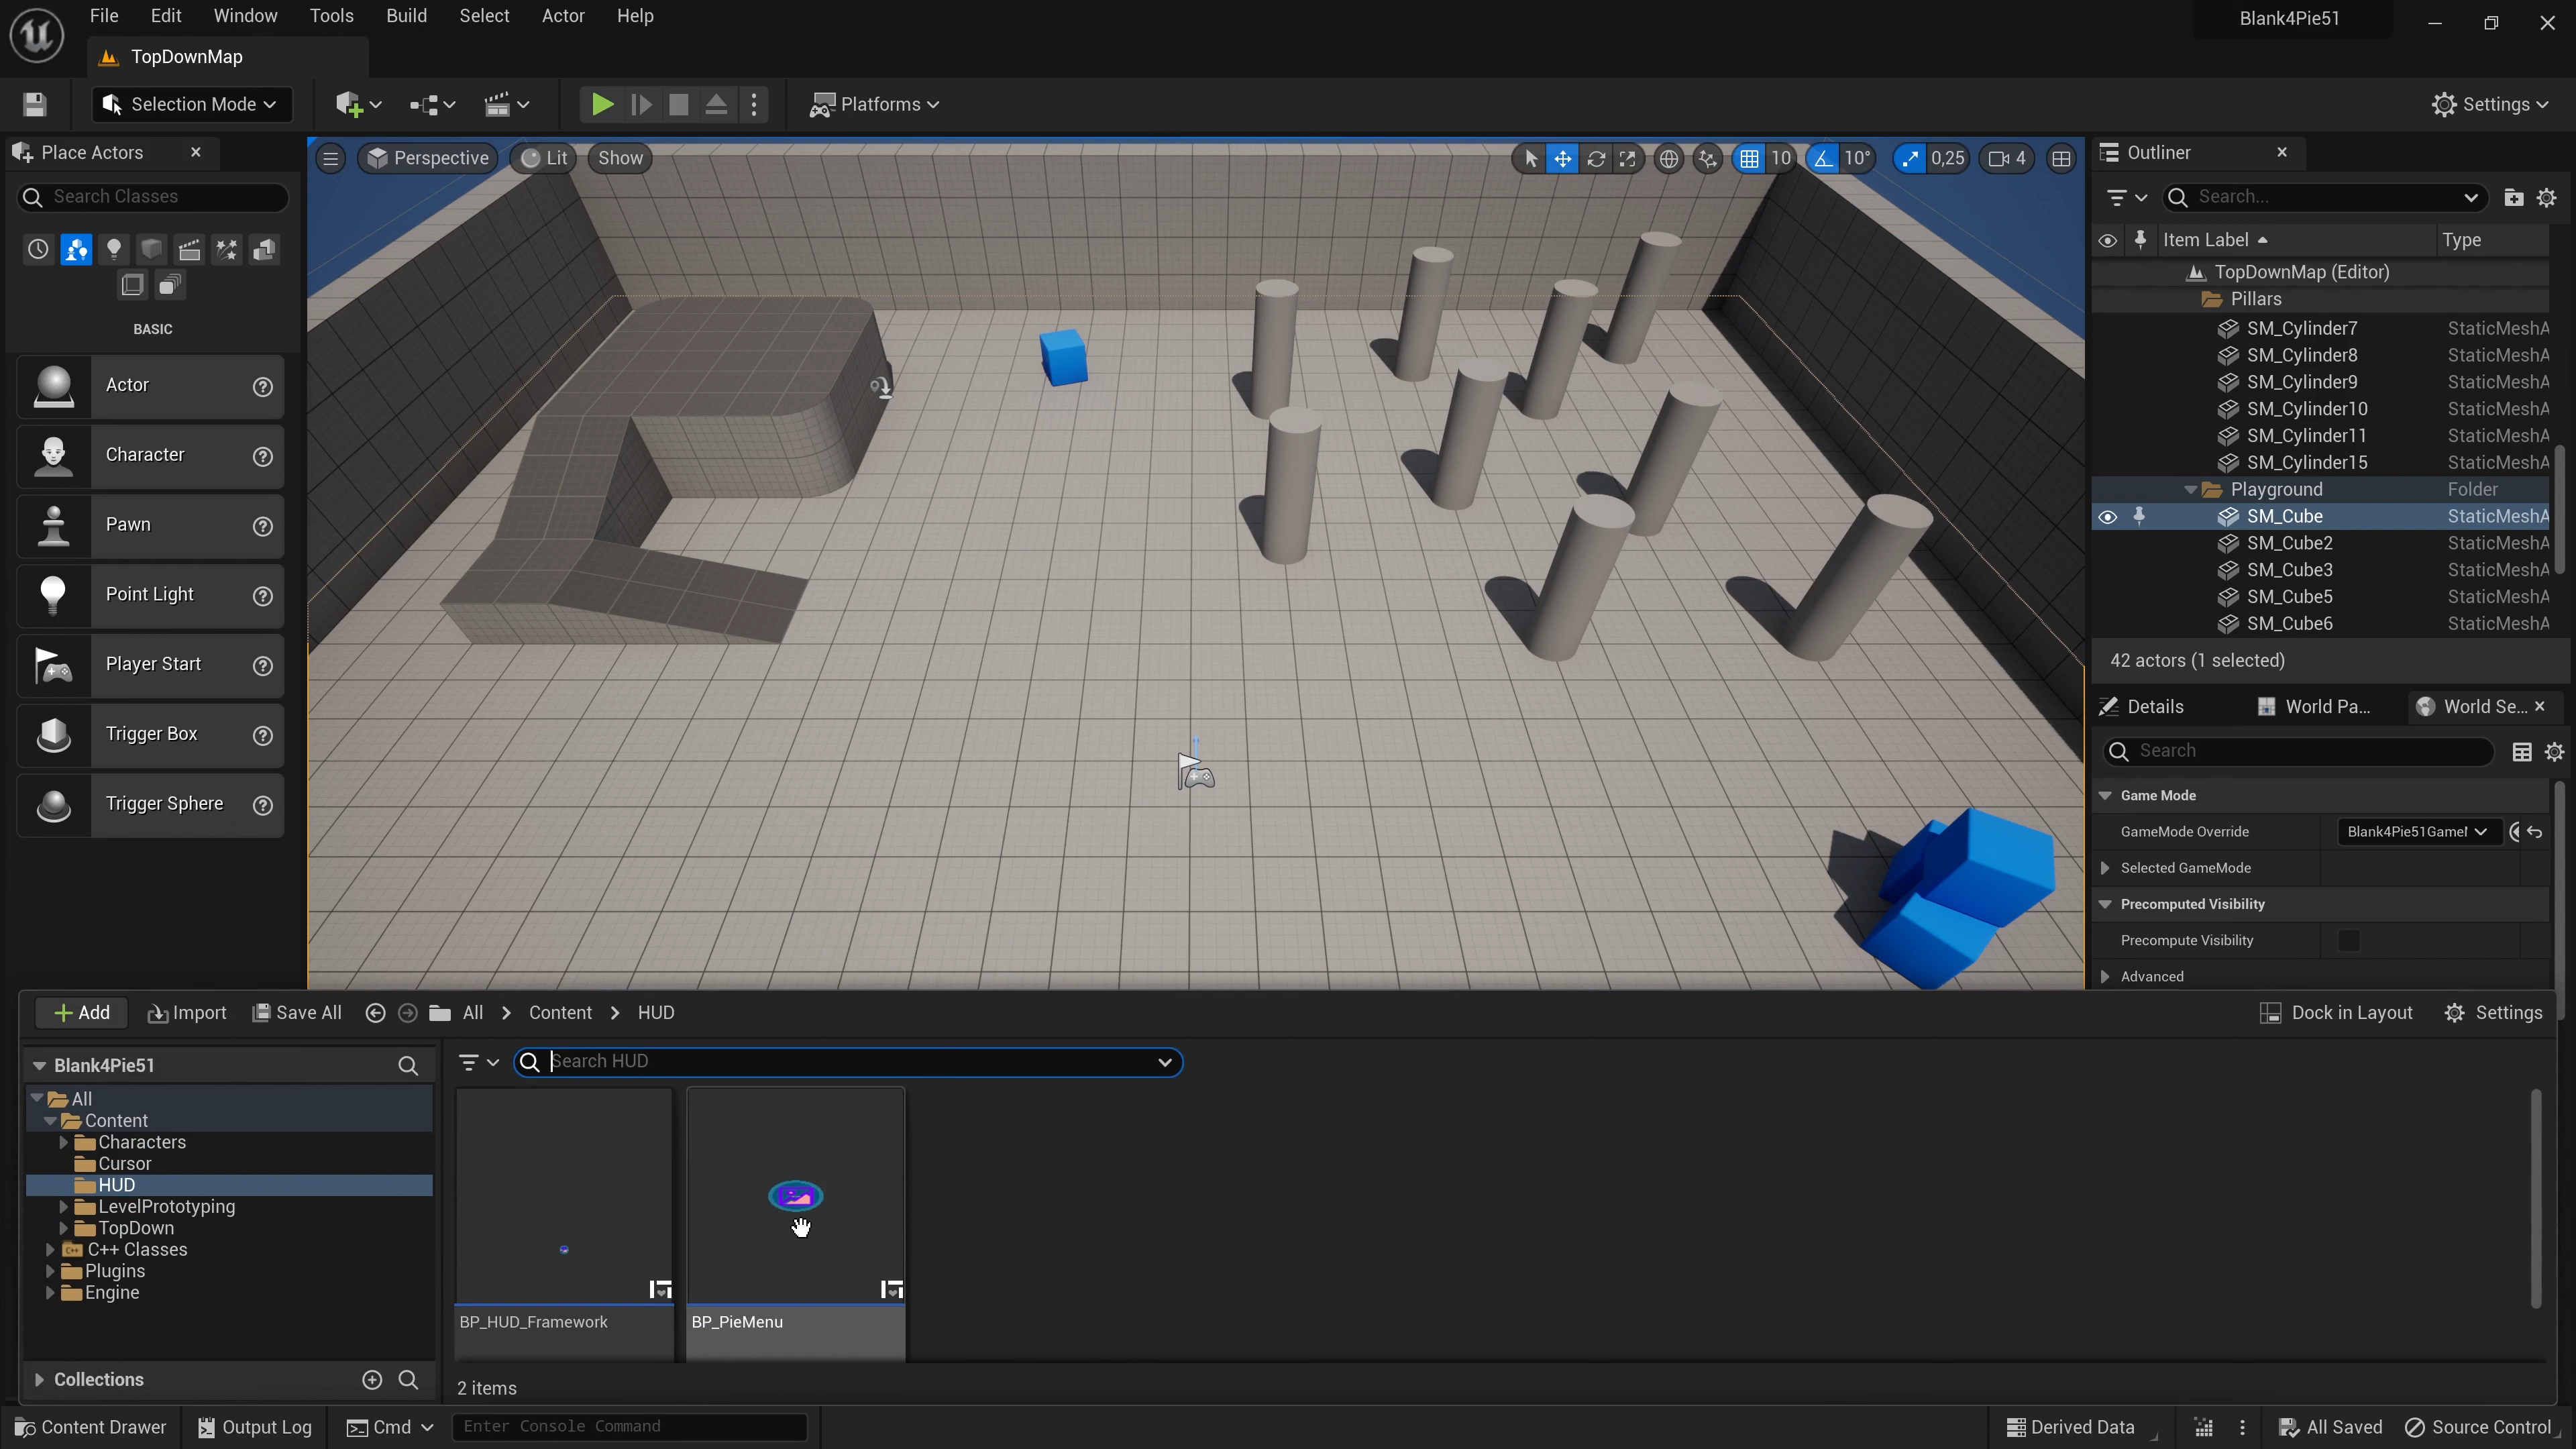 File Edit Window Tools Build Select Actor Help
Blank4Pie51
TopDownMap
Selection Mode
Platforms
Settings
Place Actors
Search Classes
BASIC
Actor
Character
Pawn
Point Light
Player Start
Trigger Box
Trigger Sphere
Perspective Lit Show
10 10° 0,25 4
Outliner
Search...
Item Label Type
TopDownMap (Editor)
Pillars
SM_Cylinder7 StaticMeshA
SM_Cylinder8 StaticMeshA
SM_Cylinder9 StaticMeshA
SM_Cylinder10 StaticMeshA
SM_Cylinder11 StaticMeshA
SM_Cylinder15 StaticMeshA
Playground Folder
SM_Cube StaticMeshA
SM_Cube2 StaticMeshA
SM_Cube3 StaticMeshA
SM_Cube5 StaticMeshA
SM_Cube6 StaticMeshA
42 actors (1 selected)
Details World Pa... World Se...
Search
Game Mode
GameMode Override Blank4Pie51Game
Selected GameMode
Precomputed Visibility
Precompute Visibility
Advanced
Add Import Save All All > Content > HUD
Dock in Layout Settings
Blank4Pie51
Search HUD
All
Content
Characters
Cursor
HUD
LevelPrototyping
TopDown
C++ Classes
Plugins
Engine
BP_HUD_Framework BP_PieMenu
Collections
2 items
Content Drawer Output Log Cmd Enter Console Command
Derived Data All Saved Source Control